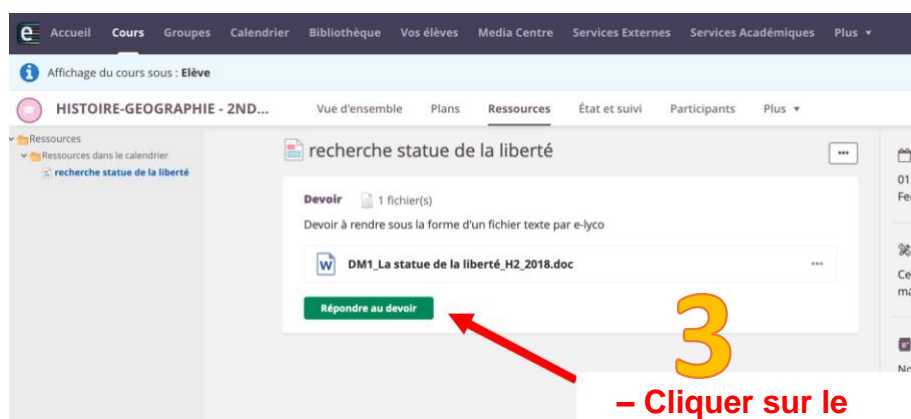 e Accueil Cours Groupes Calendrier Bibliothèque Vos élèves Media Centre Services Externes Services Académiques Plus
Affichage du cours sous : Elève
HISTOIRE-GEOGRAPHIE - 2ND... Vue d'ensemble Plans Ressources État et suivi Participants Plus
Ressources
Ressources dans le calendrier
recherche statue de la liberté
recherche statue de la liberté
Devoir 1 fichier(s)
Devoir à rendre sous la forme d'un fichier texte par e-lyco
W DM1_La statue de la liberté_H2_2018.doc
Répondre au devoir
01.
Fe
Ce
ma
No
3
– Cliquer sur le